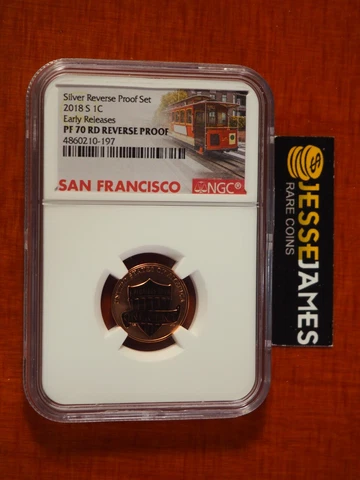 Silver Reverse Proof Set
2018 S 1C
Early Releases
PF 70 RD REVERSE PROOF
4860210-197
SAN FRANCISCO
NGC®
JESSE JAMES
RARE COINS